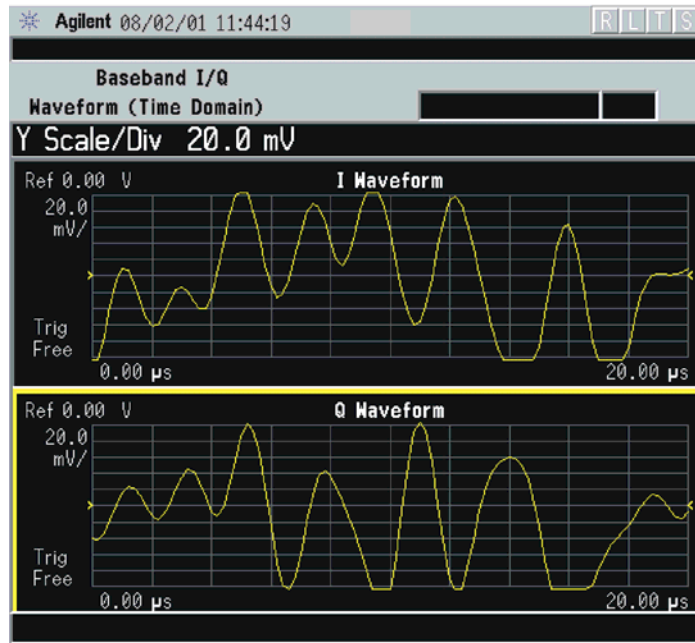 Agilent 08/02/01 11:44:19 R L T S
Baseband I/Q
Waveform (Time Domain)
Y Scale/Div 20.0 mV
Ref 0.00 V I Waveform
20.0
mV/
Trig
Free
0.00 µs 20.00 µs
Ref 0.00 V Q Waveform
20.0
mV/
Trig
Free
0.00 µs 20.00 µs